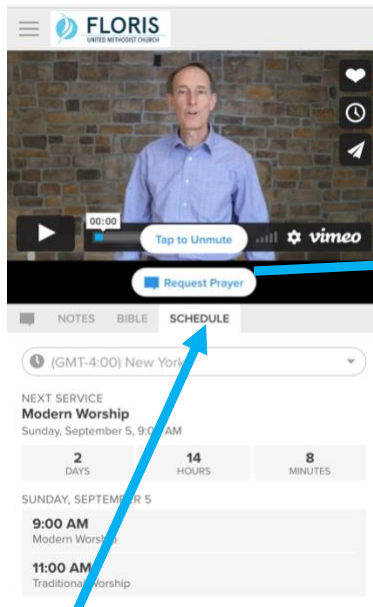 FLORIS
UNITED METHODIST CHURCH
00:00
Tap to Unmute
vimeo
Request Prayer
NOTES BIBLE SCHEDULE
(GMT-4:00) New York
NEXT SERVICE
Modern Worship
Sunday, September 5, 9:00 AM
2 14 8
DAYS HOURS MINUTES
SUNDAY, SEPTEMBER 5
9:00 AM
Modern Worship
11:00 AM
Traditional Worship